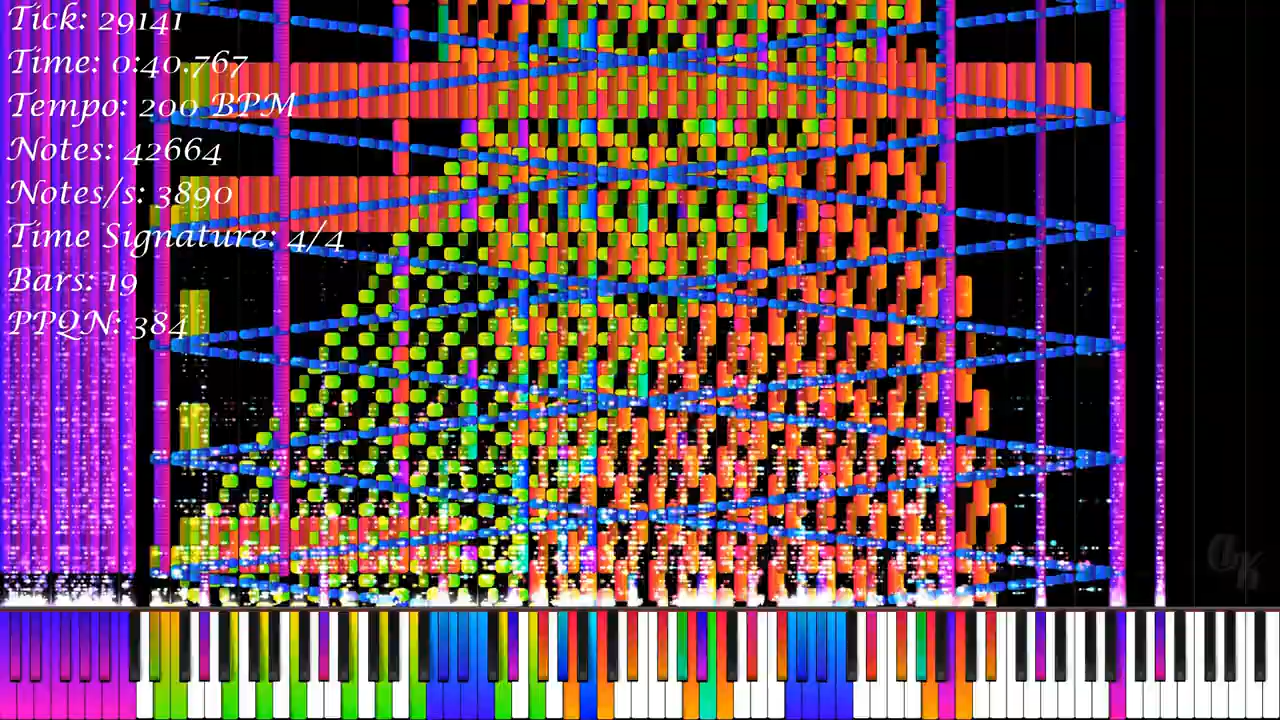 Tick: 29141
Time: 0:40.767
Tempo: 200 BPM
Notes: 42664
Notes/s: 3890
Time Signature: 4/4
Bars: 19
PPQN: 384